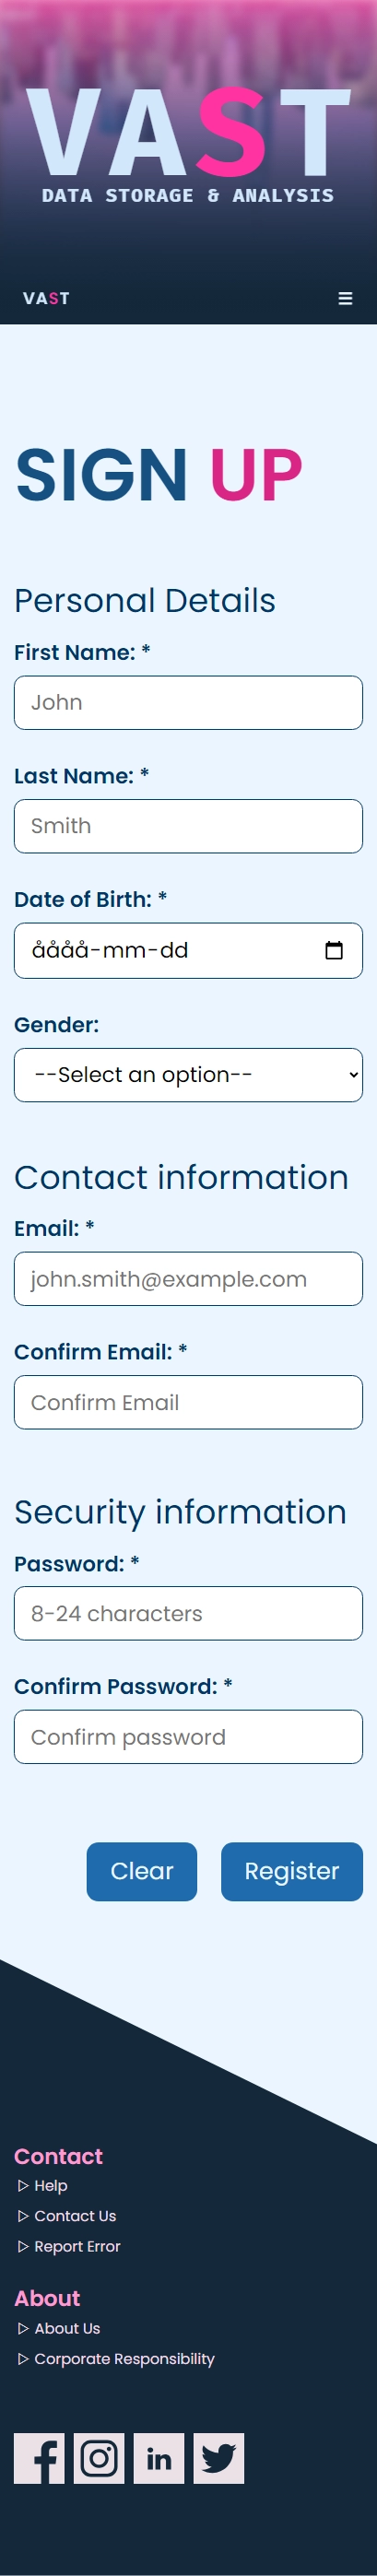 VAST
DATA STORAGE & ANALYSIS
VAST
SIGN UP
Personal Details
First Name: *
John
Last Name: *
Smith
Date of Birth: *
åååå-mm-dd
Gender:
--Select an option--
Contact information
Email: *
john.smith@example.com
Confirm Email: *
Confirm Email
Security information
Password: *
8-24 characters
Confirm Password: *
Confirm password
Clear Register
Contact
Help
Contact Us
Report Error
About
About Us
Corporate Responsibility